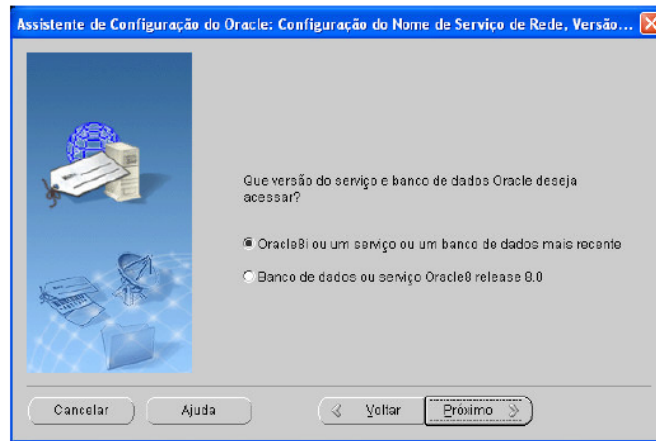 Assistente de Configuração do Oracle: Configuração do Nome de Serviço de Rede, Versão...
Que versão do serviço e banco de dados Oracle deseja
acessar?
Oracle8i ou um serviço ou um banco de dados mais recente
Banco de dados ou serviço Oracle8 release 8.0
Cancelar
Ajuda
Voltar
Próximo